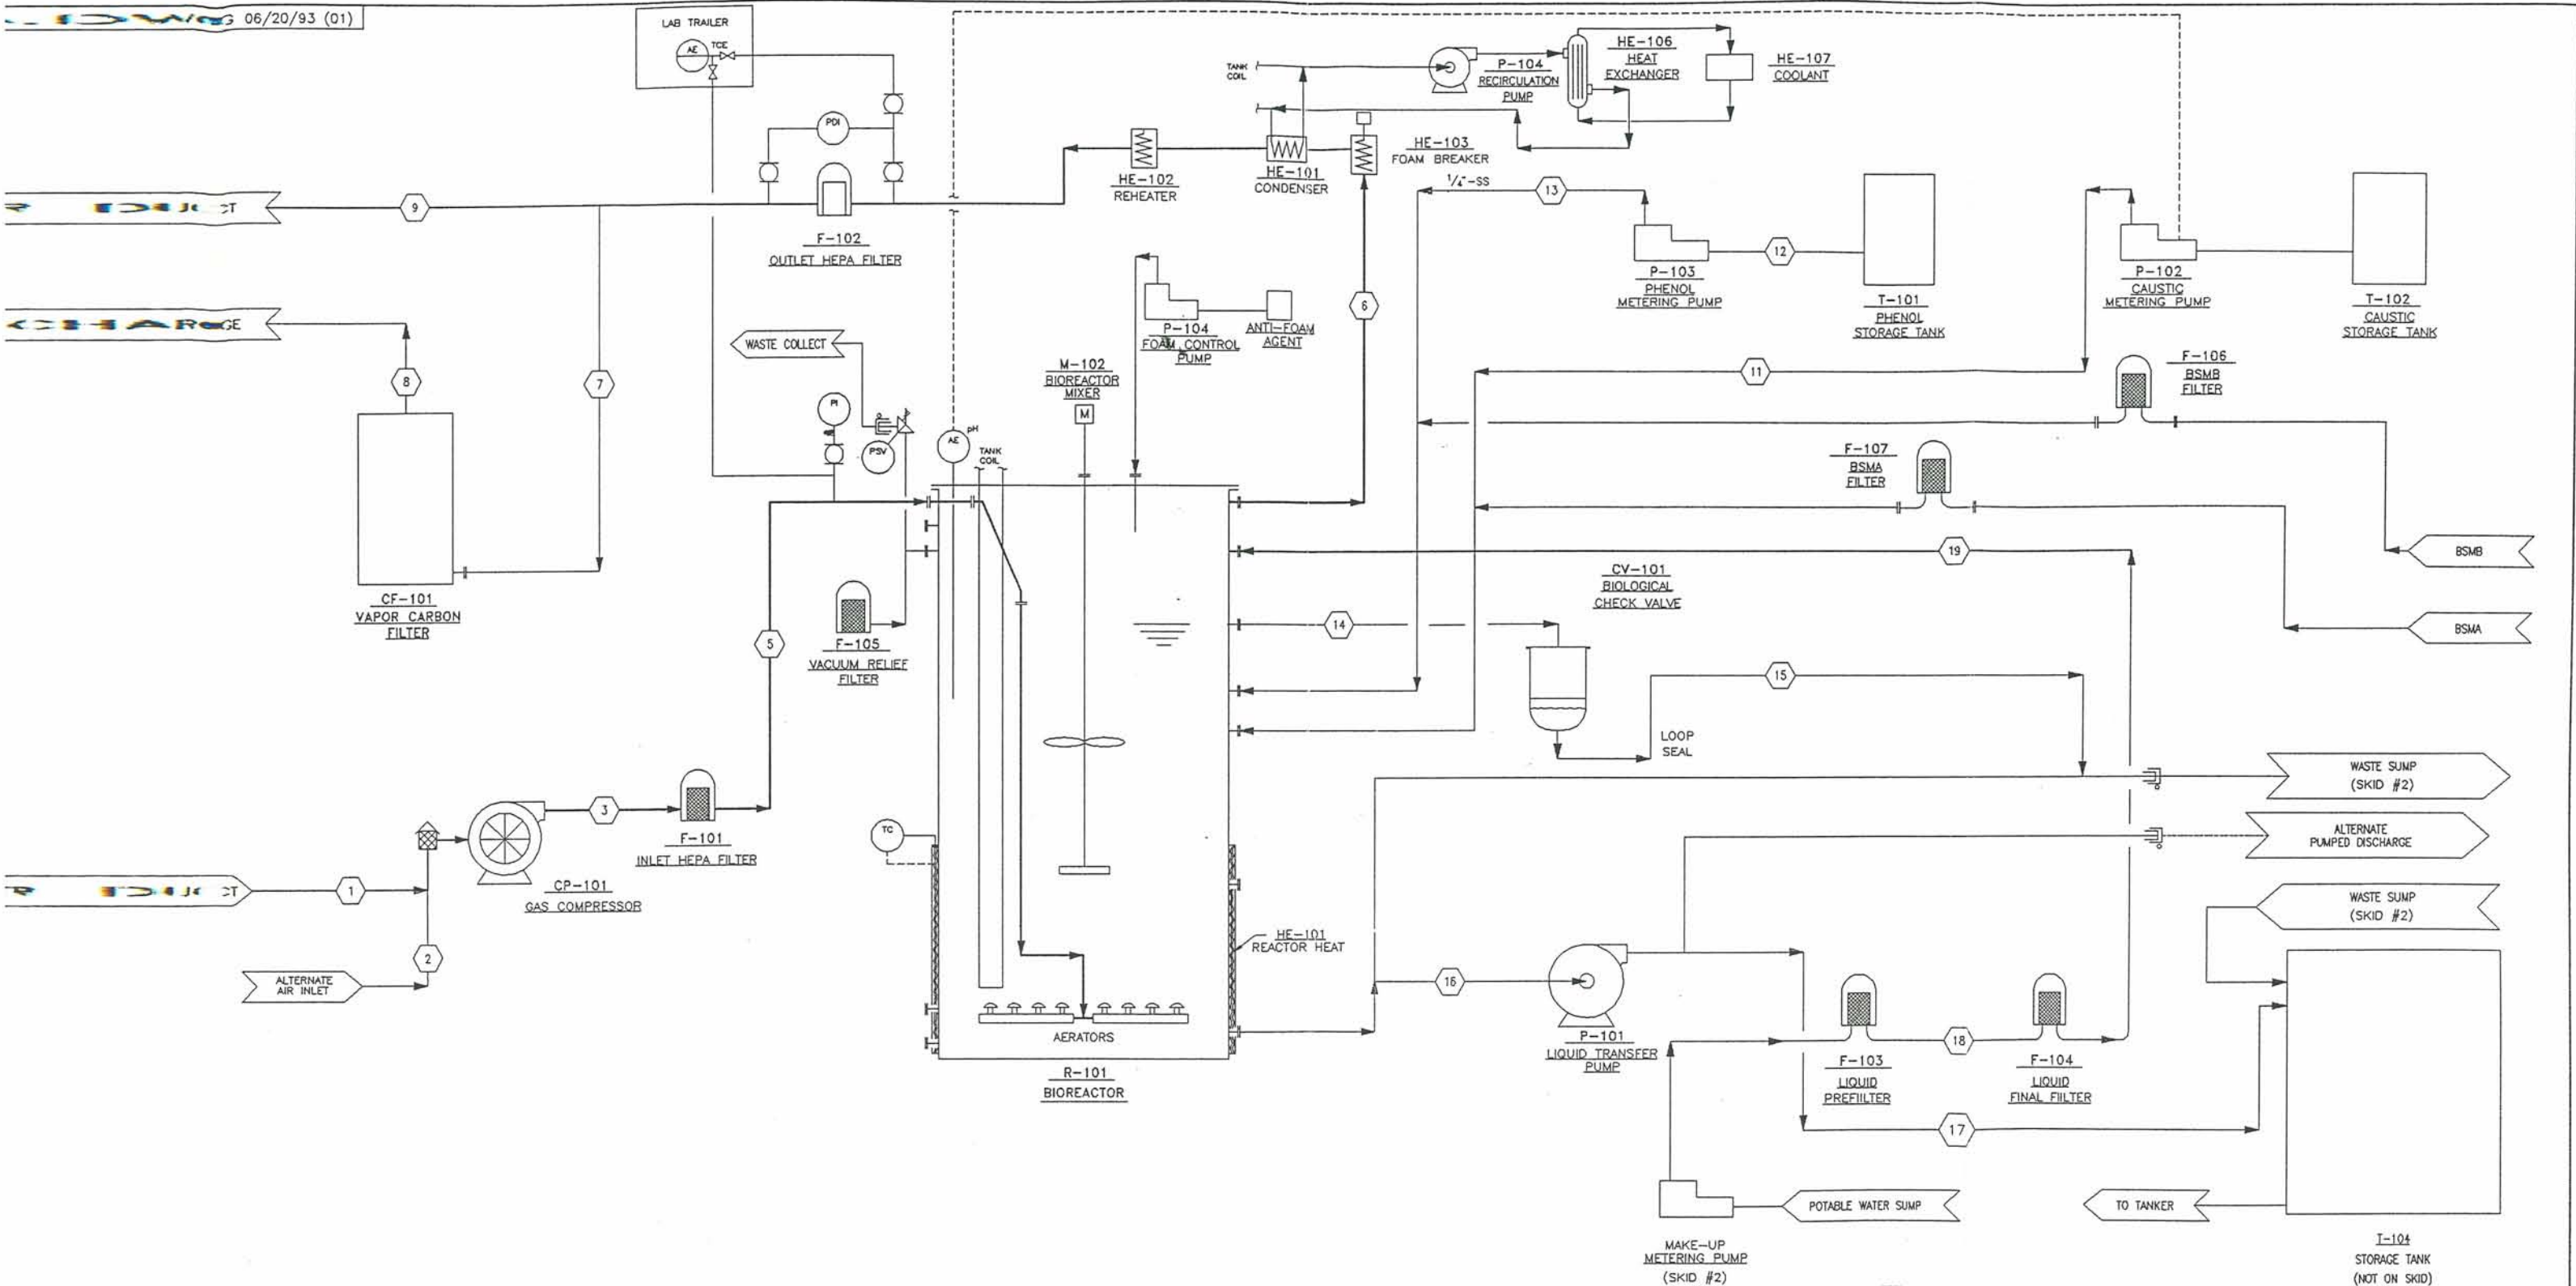 06/20/93 (01)
LAB TRAILER
AE
TCE
PDI
TANK
COIL
P-104
RECIRCULATION
PUMP
HE-106
HEAT
EXCHANGER
HE-107
COOLANT
HE-103
FOAM BREAKER
HE-102
REHEATER
HE-101
CONDENSER
1/4"-SS
13
9
F-102
OUTLET HEPA FILTER
P-103
PHENOL
METERING PUMP
12
T-101
PHENOL
STORAGE TANK
P-102
CAUSTIC
METERING PUMP
T-102
CAUSTIC
STORAGE TANK
6
P-104
FOAM CONTROL
PUMP
ANTI-FOAM
AGENT
WASTE COLLECT
8
7
M-102
BIOREACTOR
MIXER
M
11
F-106
BSMB
FILTER
PI
PSV
AE
pH
TANK
COIL
F-107
BSMA
FILTER
CF-101
VAPOR CARBON
FILTER
5
F-105
VACUUM RELIEF
FILTER
19
BSMB
CV-101
BIOLOGICAL
CHECK VALVE
14
BSMA
15
LOOP
SEAL
WASTE SUMP
(SKID #2)
3
F-101
INLET HEPA FILTER
TC
ALTERNATE
PUMPED DISCHARGE
1
CP-101
GAS COMPRESSOR
WASTE SUMP
(SKID #2)
2
ALTERNATE
AIR INLET
HE-101
REACTOR HEAT
16
AERATORS
R-101
BIOREACTOR
P-101
LIQUID TRANSFER
PUMP
F-103
LIQUID
PREFIILTER
18
F-104
LIQUID
FINAL FIILTER
17
POTABLE WATER SUMP
TO TANKER
MAKE-UP
METERING PUMP
(SKID #2)
T-104
STORAGE TANK
(NOT ON SKID)